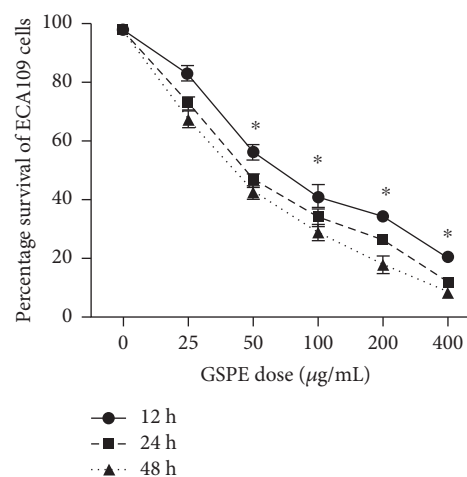 Percentage survival of ECA109 cells
100
80
60
40
20
0
* * * *
0 25 50 100 200 400
GSPE dose (μg/mL)
12 h
24 h
48 h